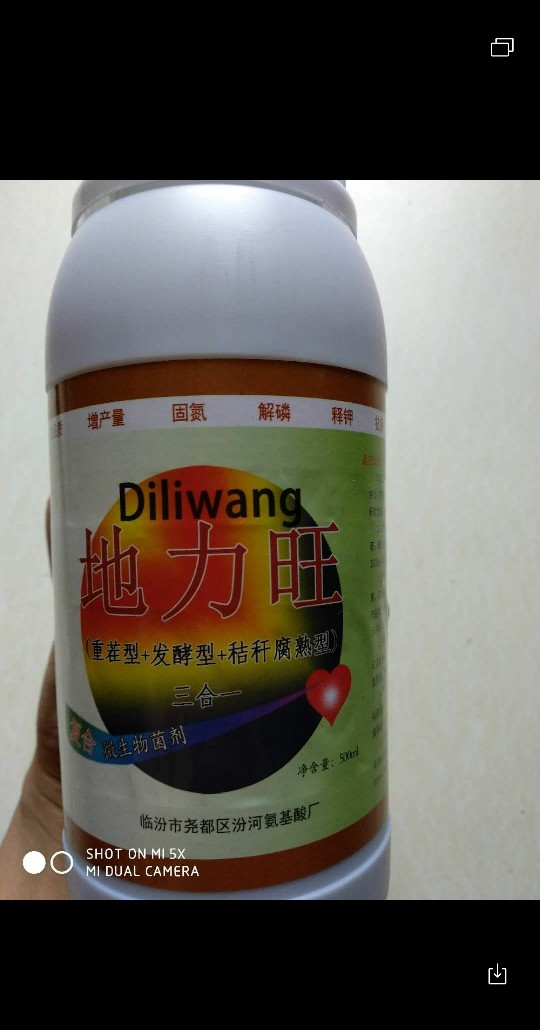 增产量 固氮 解磷 释钾
Diliwang
地力旺
(重茬型+发酵型+秸秆腐熟型)
三合一
复合 微生物菌剂
净含量: 500ml
临汾市尧都区汾河氨基酸厂
SHOT ON MI 5X
MI DUAL CAMERA